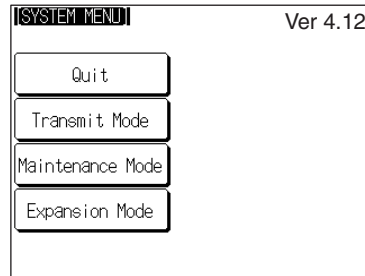 SYSTEM MENU
Ver 4.12
Quit
Transmit Mode
Maintenance Mode
Expansion Mode